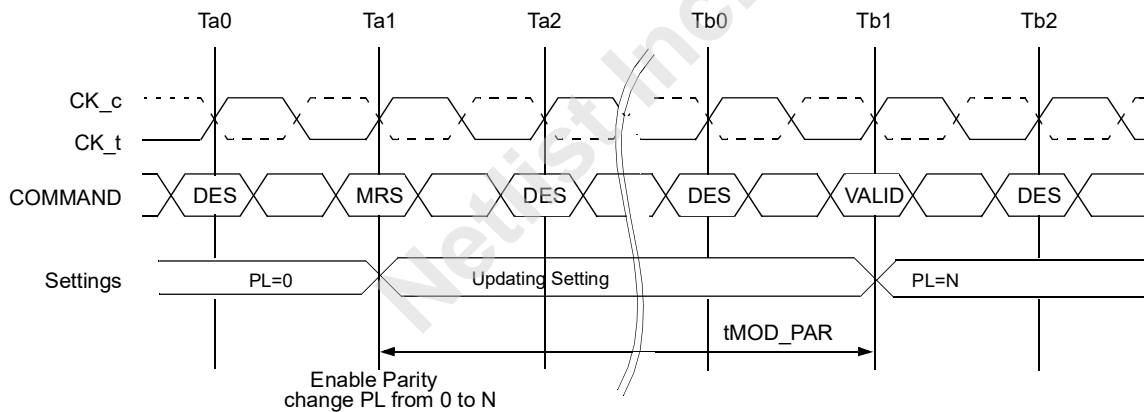 Ta0 Ta1 Ta2 Tb0 Tb1 Tb2
CK_c
CK_t
COMMAND DES MRS DES DES VALID DES
Settings PL=0 Updating Setting PL=N
tMOD_PAR
Enable Parity
change PL from 0 to N
Netlist Inc